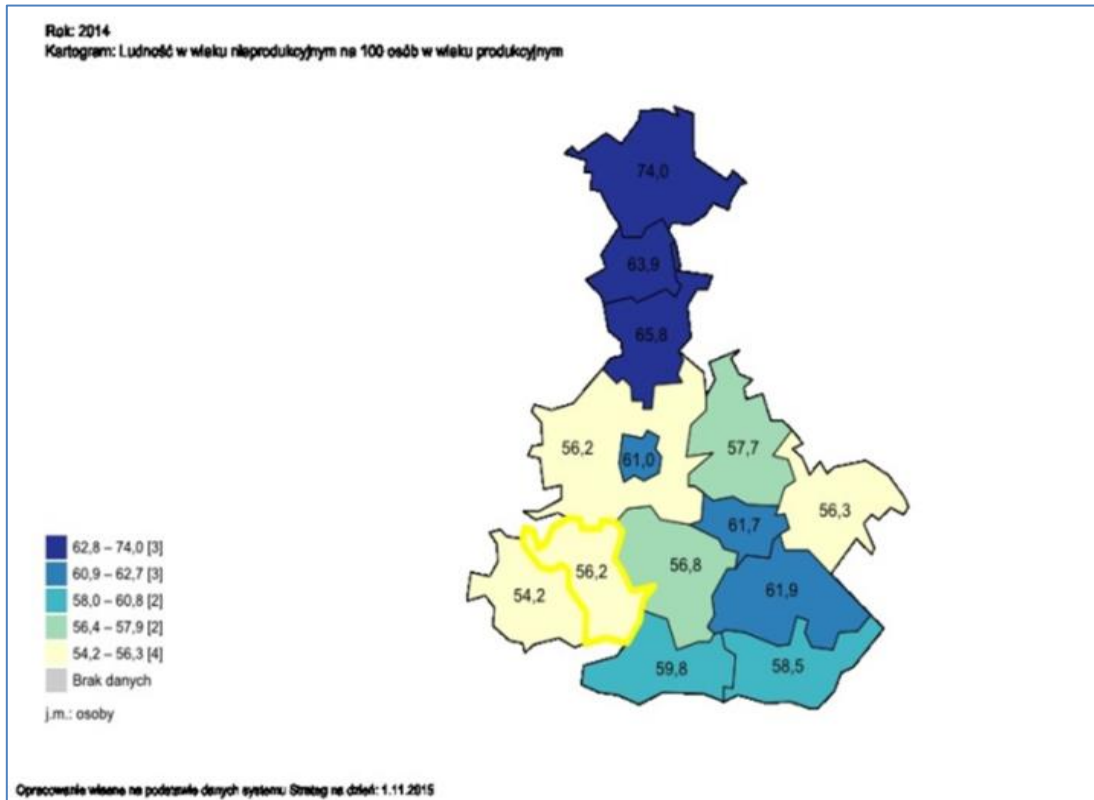 Rok: 2014
Kartogram: Ludność w wieku nieprodukcyjnym na 100 osób w wieku produkcyjnym
74,0
63,9
65,8
56,2
61,0
57,7
56,3
61,7
56,2
56,8
54,2
61,9
59,8
58,5
62,8 – 74,0 [3]
60,9 – 62,7 [3]
58,0 – 60,8 [2]
56,4 – 57,9 [2]
54,2 – 56,3 [4]
Brak danych
j.m.: osoby
Opracowanie własne na podstawie danych systemu Strateg na dzień: 1.11.2015